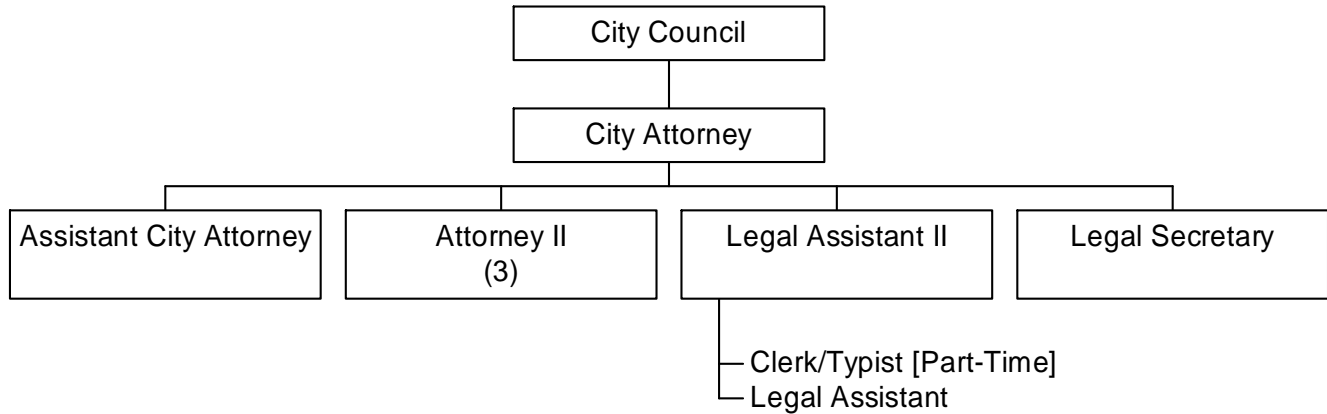 City Council
City Attorney
Assistant City Attorney
Attorney II
(3)
Legal Assistant II
Legal Secretary
Clerk/Typist [Part-Time]
Legal Assistant